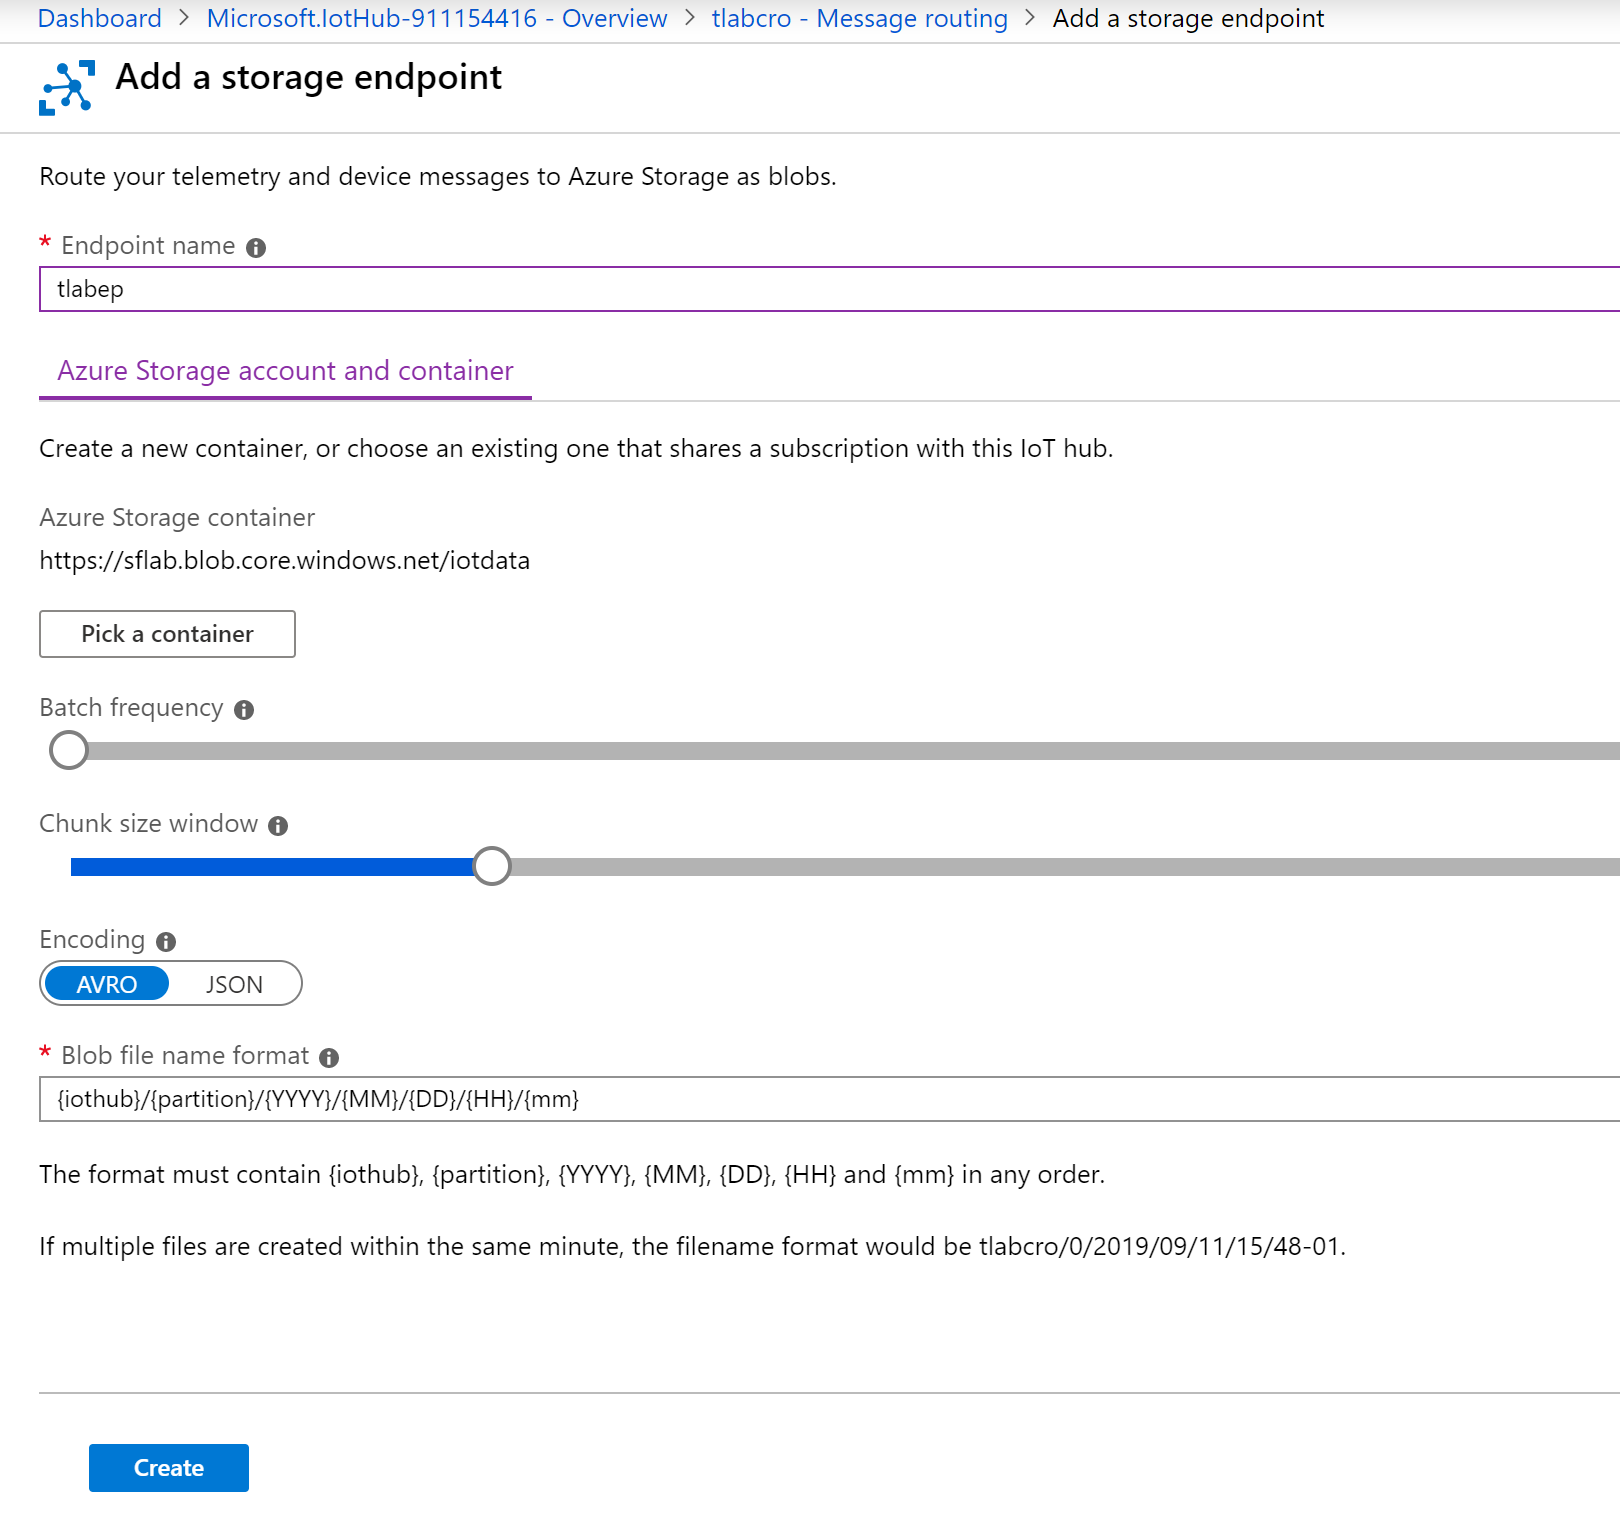 Dashboard > Microsoft.IotHub-911154416 - Overview > tlabcro - Message routing > Add a storage endpoint
Add a storage endpoint
Route your telemetry and device messages to Azure Storage as blobs.
* Endpoint name
tlabep
Azure Storage account and container
Create a new container, or choose an existing one that shares a subscription with this IoT hub.
Azure Storage container
https://sflab.blob.core.windows.net/iotdata
Pick a container
Batch frequency
Chunk size window
Encoding
AVRO JSON
* Blob file name format
{iothub}/{partition}/{YYYY}/{MM}/{DD}/{HH}/{mm}
The format must contain {iothub}, {partition}, {YYYY}, {MM}, {DD}, {HH} and {mm} in any order.
If multiple files are created within the same minute, the filename format would be tlabcro/0/2019/09/11/15/48-01.
Create